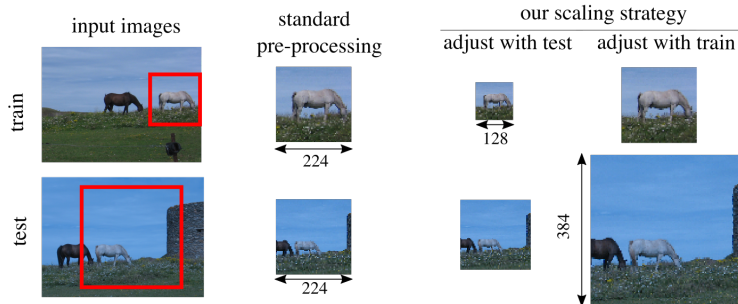 input images
standard
pre-processing
our scaling strategy
adjust with test
adjust with train
train
224
128
test
224
384